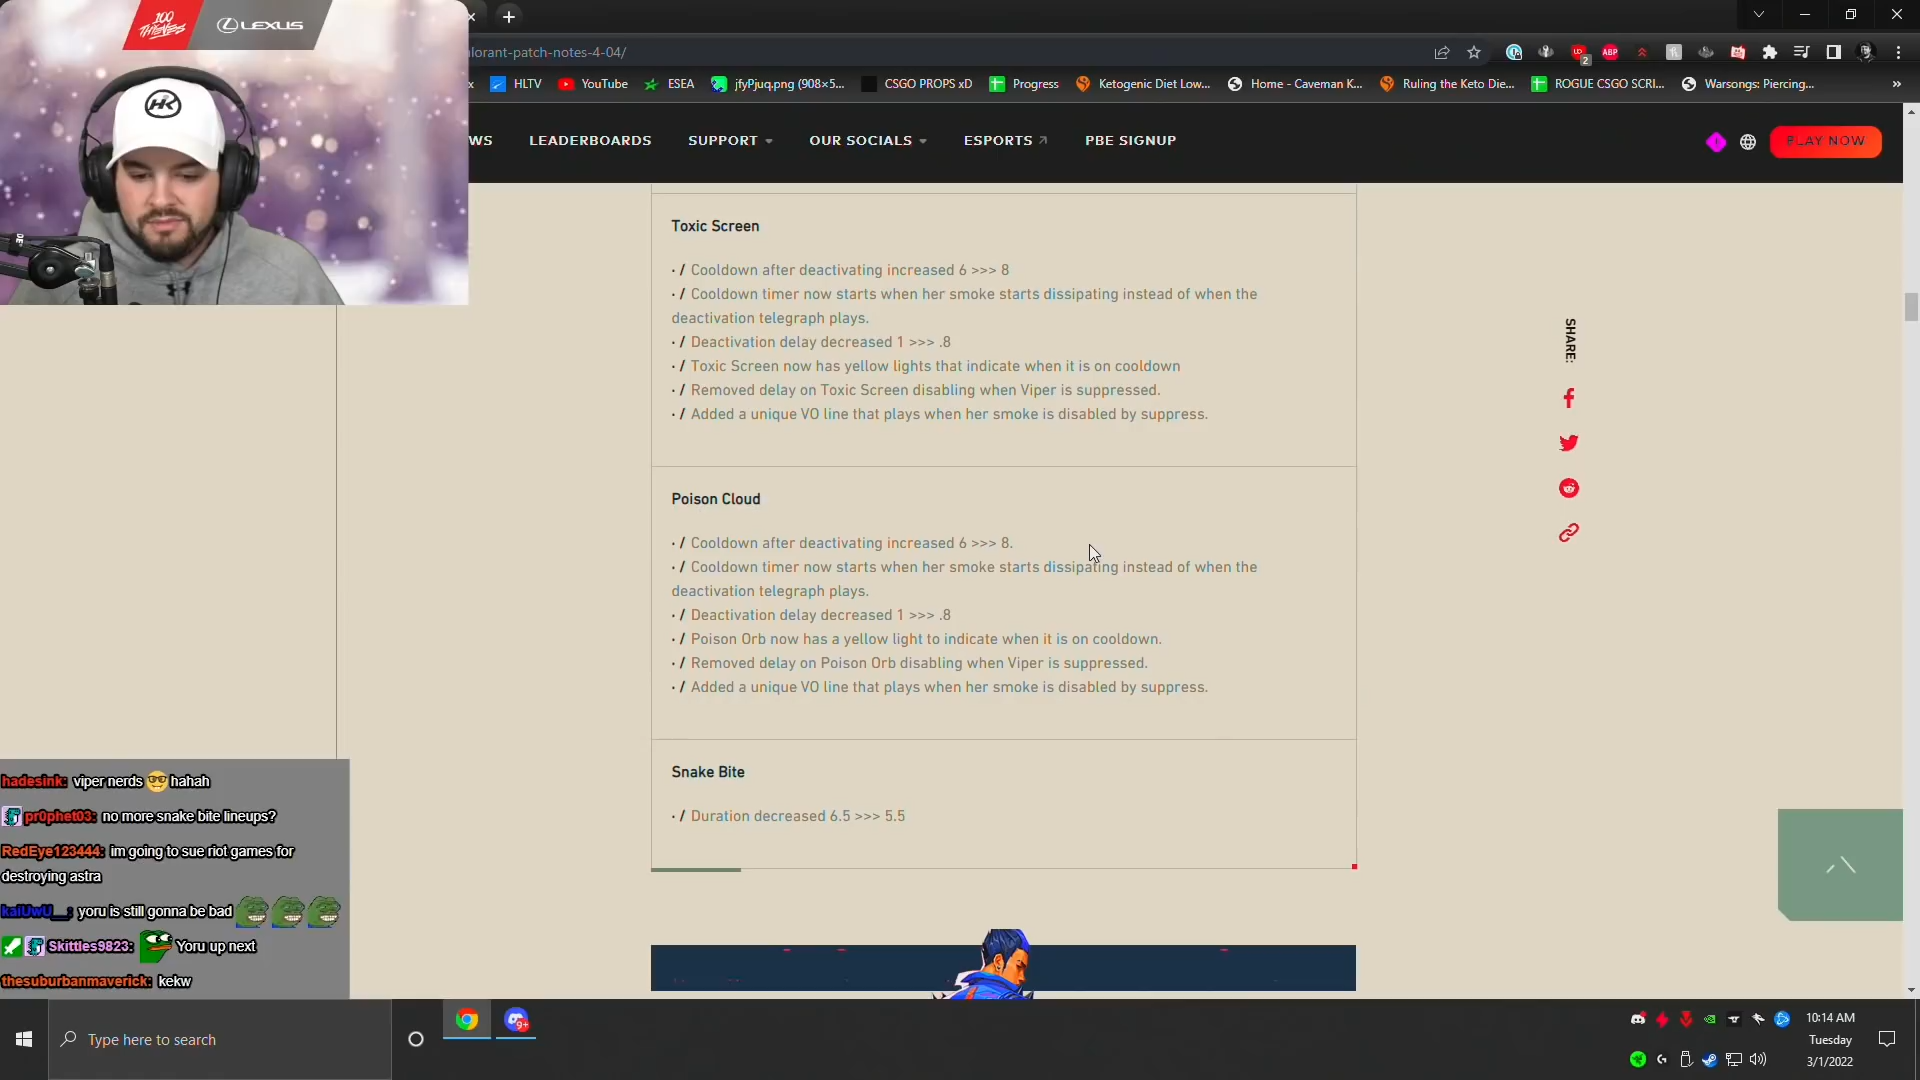 100
THIEVES
LEXUS
HK
lorant-patch-notes-4-04/
2
ABP
x
HLTV
YouTube
ESEA
jfyPjuq.png (908×5...
CSGO PROPS xD
Progress
Ketogenic Diet Low...
Home - Caveman K...
Ruling the Keto Die...
ROGUE CSGO SCRI...
Warsongs: Piercing...
»
WS
LEADERBOARDS
SUPPORT
OUR SOCIALS
ESPORTS
PBE SIGNUP
PLAY NOW
Toxic Screen
· / Cooldown after deactivating increased 6 >>> 8
· / Cooldown timer now starts when her smoke starts dissipating instead of when the
deactivation telegraph plays.
· / Deactivation delay decreased 1 >>> .8
· / Toxic Screen now has yellow lights that indicate when it is on cooldown
· / Removed delay on Toxic Screen disabling when Viper is suppressed.
· / Added a unique VO line that plays when her smoke is disabled by suppress.
SHARE:
Poison Cloud
· / Cooldown after deactivating increased 6 >>> 8.
· / Cooldown timer now starts when her smoke starts dissipating instead of when the
deactivation telegraph plays.
· / Deactivation delay decreased 1 >>> .8
· / Poison Orb now has a yellow light to indicate when it is on cooldown.
· / Removed delay on Poison Orb disabling when Viper is suppressed.
· / Added a unique VO line that plays when her smoke is disabled by suppress.
Snake Bite
· / Duration decreased 6.5 >>> 5.5
hadesink: viper nerds hahah
pr0phet03: no more snake bite lineups?
RedEye123444: im going to sue riot games for
destroying astra
kaiUwU__: yoru is still gonna be bad
Skittles9823: Yoru up next
thesuburbanmaverick: kekw
Type here to search
9+
10:14 AM
Tuesday
3/1/2022